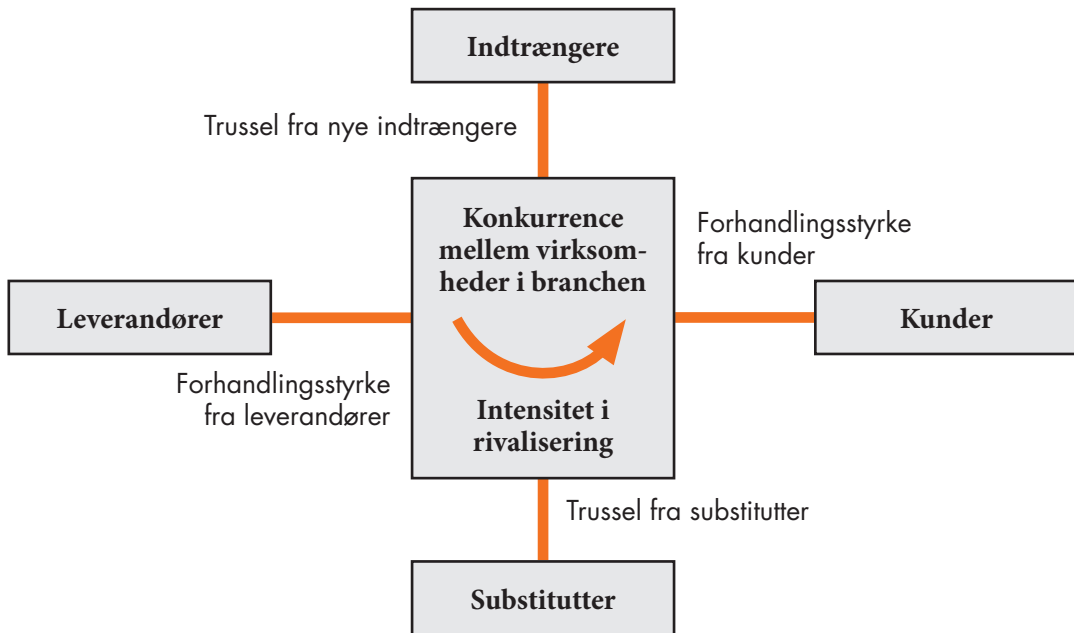 Indtrængere
Trussel fra nye indtrængere
Konkurrence
mellem virksom-
heder i branchen
Forhandlingsstyrke
fra kunder
Leverandører
Kunder
Forhandlingsstyrke
fra leverandører
Intensitet i
rivalisering
Trussel fra substitutter
Substitutter